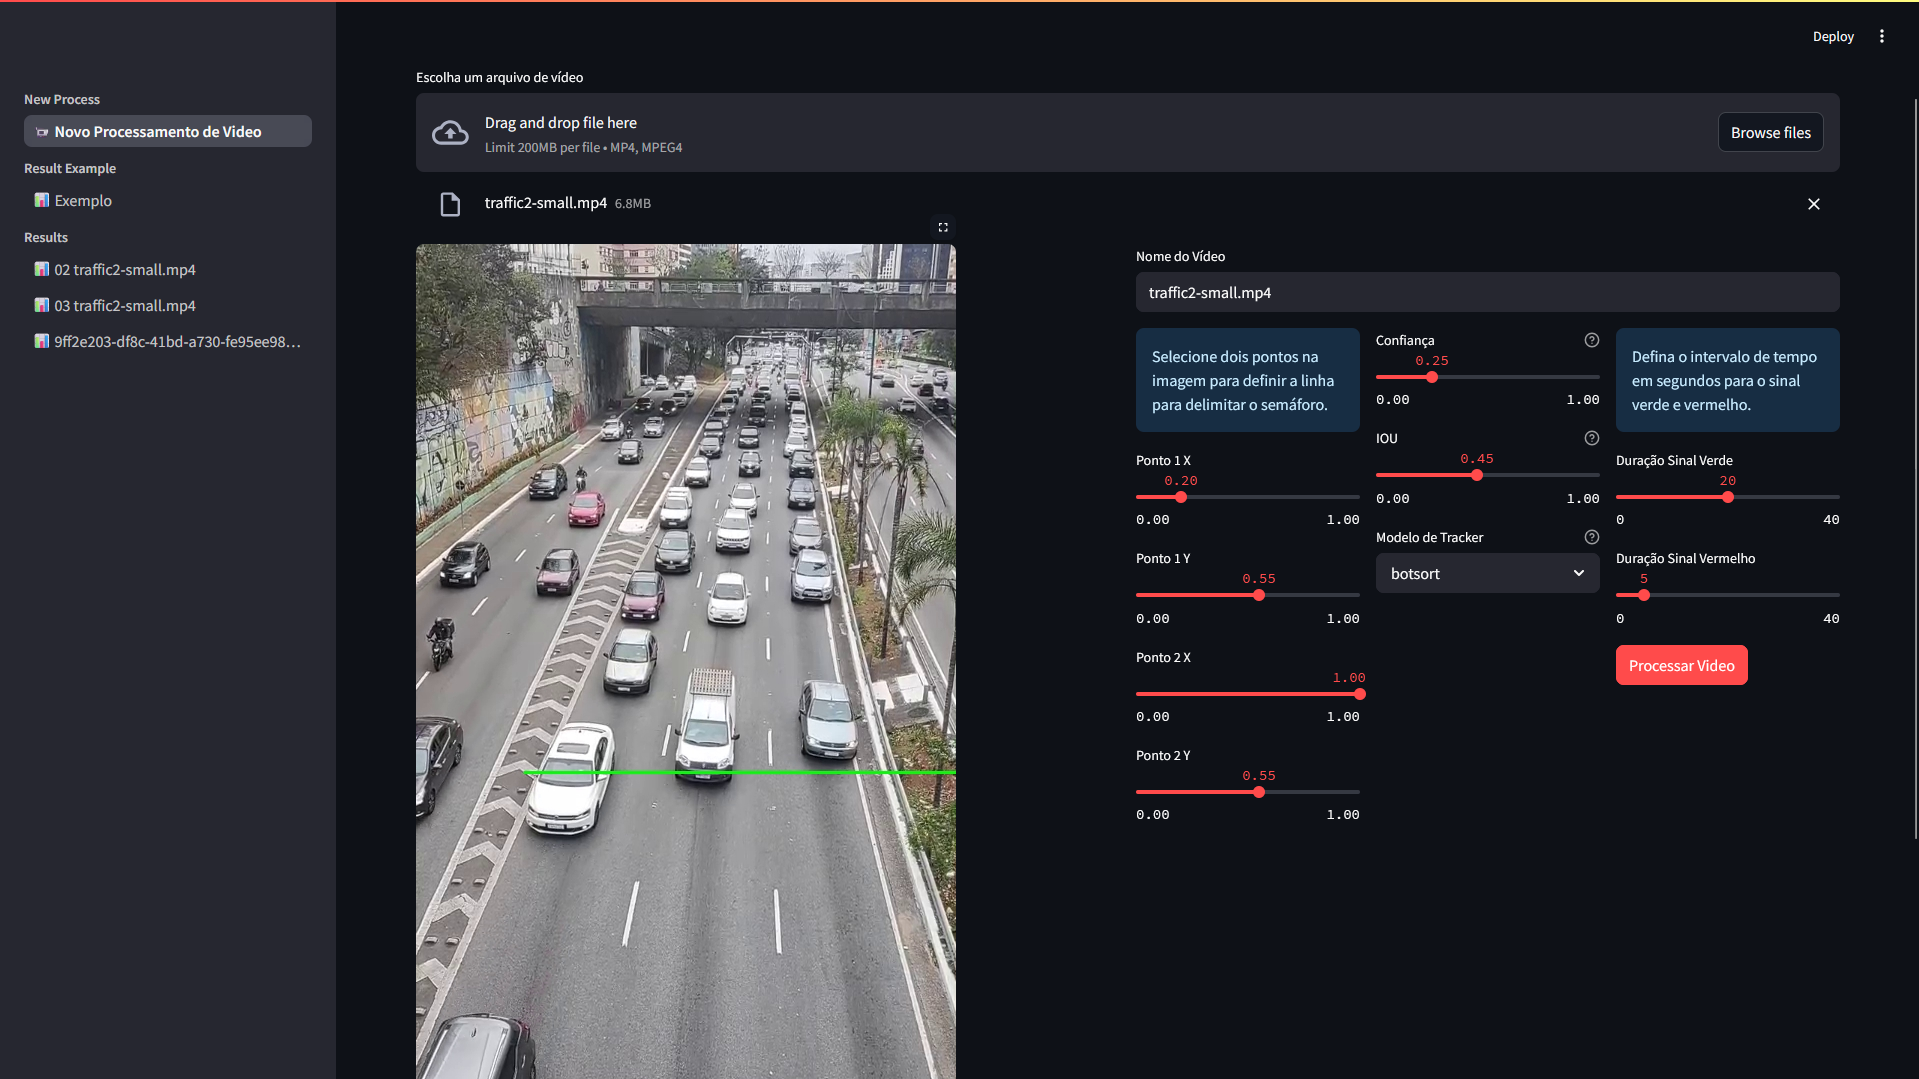 Deploy
New Process
Novo Processamento de Video
Result Example
Exemplo
Results
02 traffic2-small.mp4
03 traffic2-small.mp4
9ff2e203-df8c-41bd-a730-fe95ee98...
Escolha um arquivo de vídeo
Drag and drop file here
Limit 200MB per file • MP4, MPEG4
Browse files
traffic2-small.mp4 6.8MB
Nome do Vídeo
traffic2-small.mp4
Selecione dois pontos na
imagem para definir a linha
para delimitar o semáforo.
Ponto 1 X
0.20
0.00 1.00
Ponto 1 Y
0.55
0.00 1.00
Ponto 2 X
1.00
0.00 1.00
Ponto 2 Y
0.55
0.00 1.00
Confiança
0.25
0.00 1.00
IOU
0.45
0.00 1.00
Modelo de Tracker
botsort
Defina o intervalo de tempo
em segundos para o sinal
verde e vermelho.
Duração Sinal Verde
20
0 40
Duração Sinal Vermelho
5
0 40
Processar Video